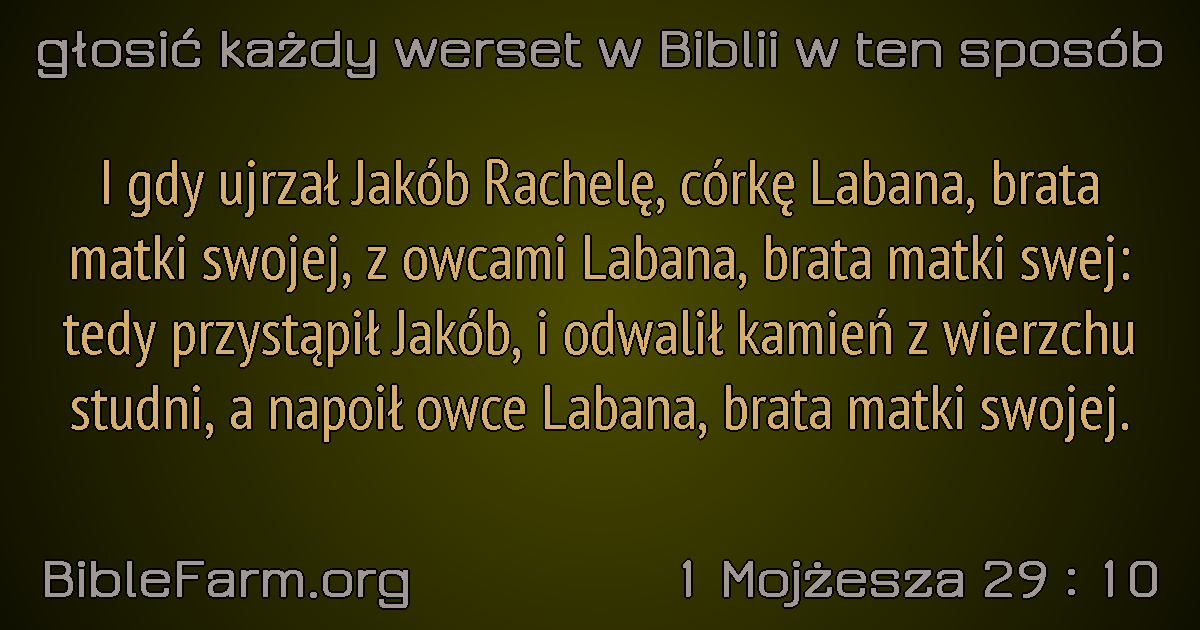 głosić każdy werset w Biblii w ten sposób
I gdy ujrzał Jakób Rachelę, córkę Labana, brata
matki swojej, z owcami Labana, brata matki swej:
tedy przystąpił Jakób, i odwalił kamień z wierzchu
studni, a napoił owce Labana, brata matki swojej.
BibleFarm.org
1 Mojżesza 29 : 10